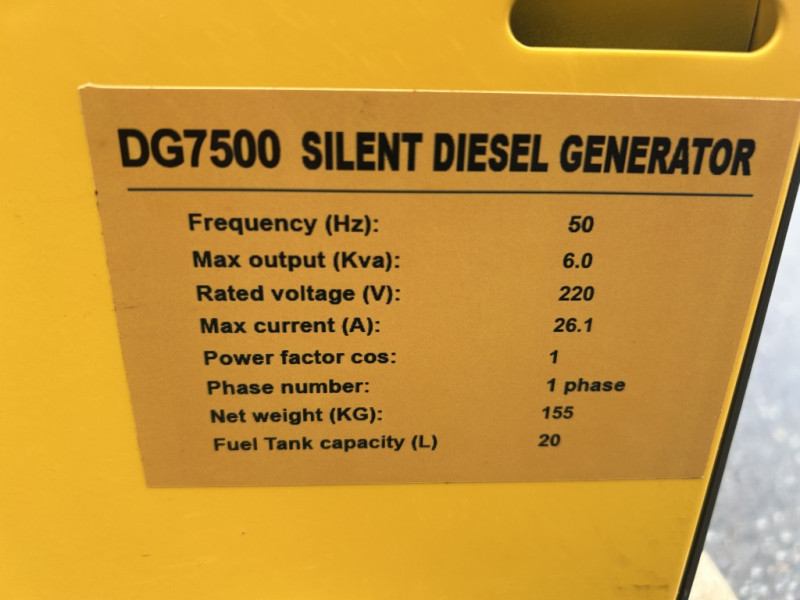 DG7500 SILENT DIESEL GENERATOR
Frequency (Hz): 50
Max output (Kva): 6.0
Rated voltage (V): 220
Max current (A): 26.1
Power factor cos: 1
Phase number: 1 phase
Net weight (KG): 155
Fuel Tank capacity (L) 20